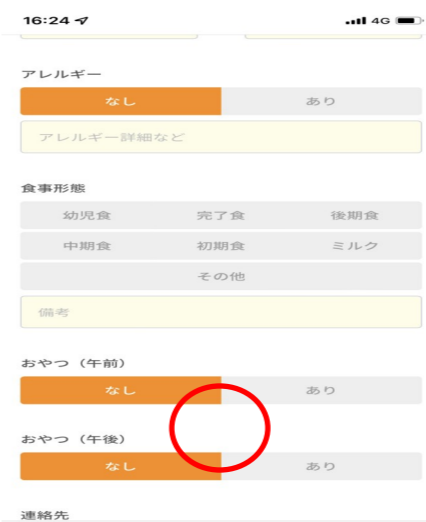 16:24 4G
アレルギー
なし あり
アレルギー詳細など
食事形態
幼児食 完了食 後期食
中期食 初期食 ミルク
その他
備考
おやつ（午前）
なし あり
おやつ（午後）
なし あり
連絡先